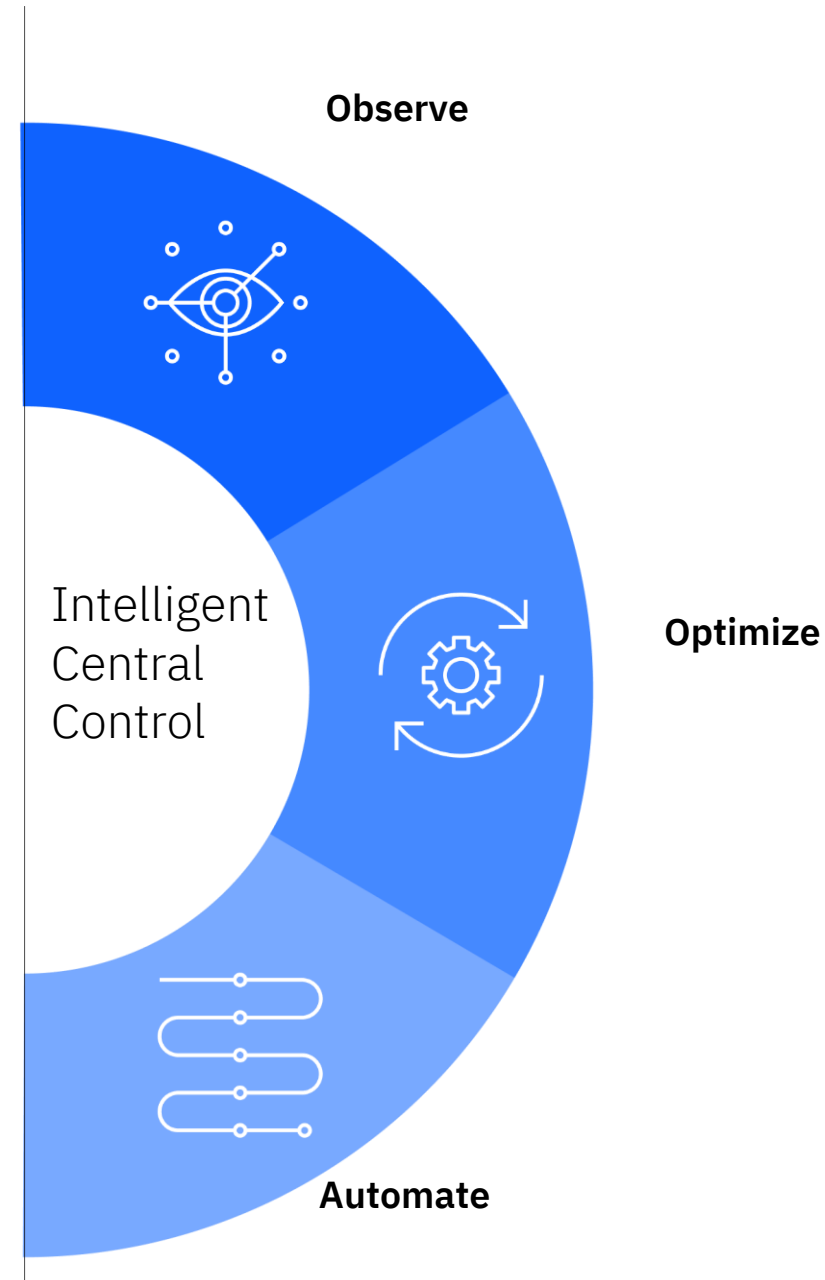 Observe
Intelligent
Central
Control
Optimize
Automate